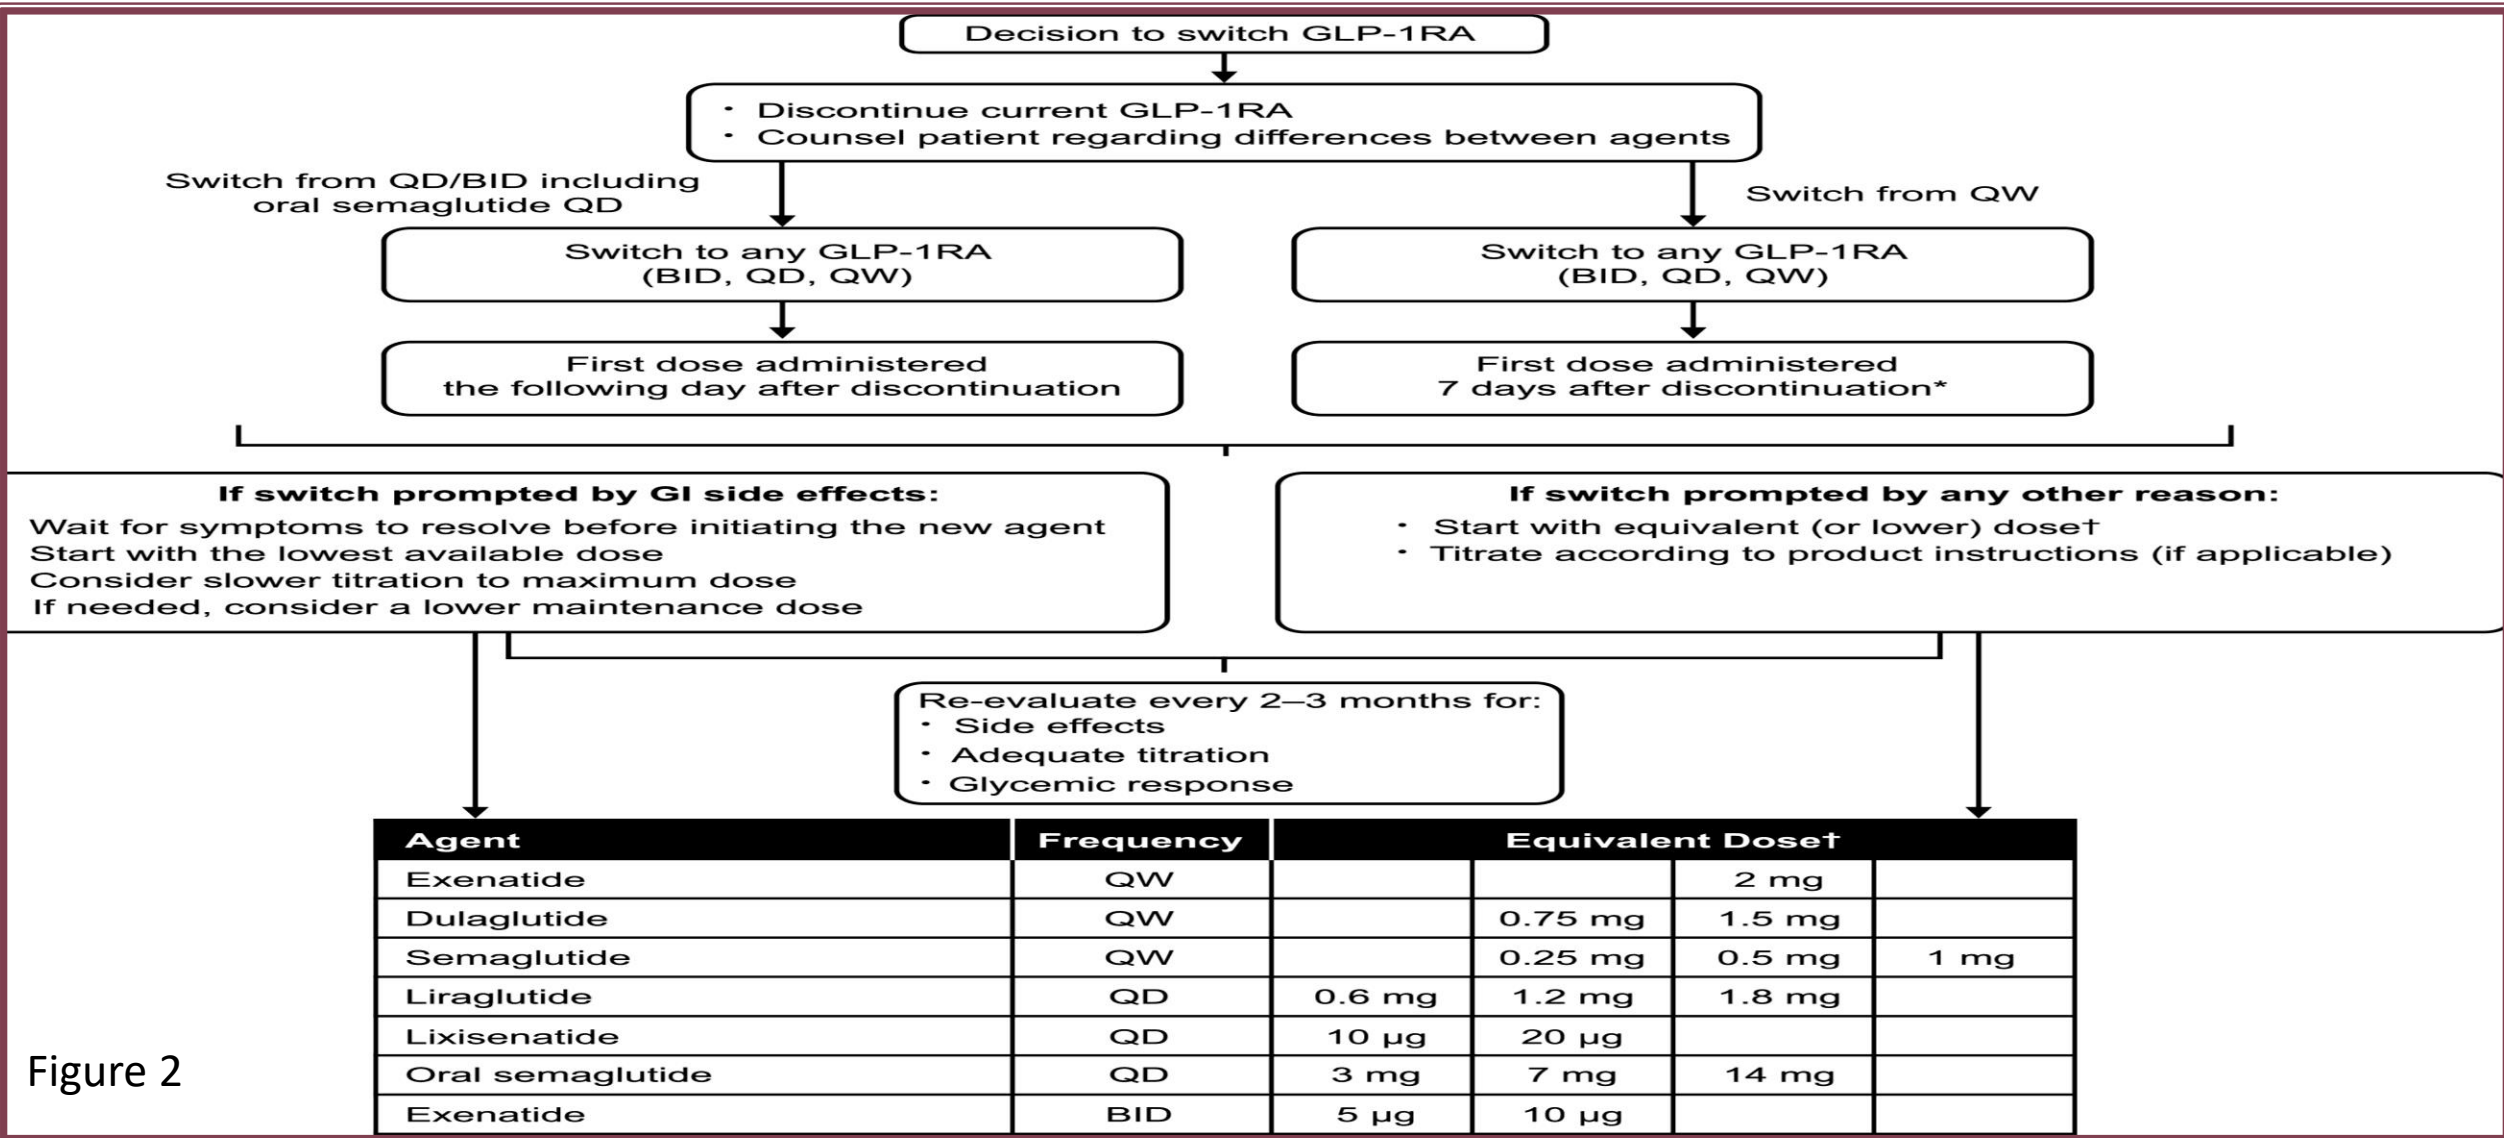 Decision to switch GLP-1RA
· Discontinue current GLP-1RA
· Counsel patient regarding differences between agents
Switch from QD/BID including
oral semaglutide QD
Switch from QW
Switch to any GLP-1RA
(BID, QD, QW)
Switch to any GLP-1RA
(BID, QD, QW)
First dose administered
the following day after discontinuation
First dose administered
7 days after discontinuation*
If switch prompted by GI side effects:
Wait for symptoms to resolve before initiating the new agent
Start with the lowest available dose
Consider slower titration to maximum dose
If needed, consider a lower maintenance dose
If switch prompted by any other reason:
· Start with equivalent (or lower) dose†
· Titrate according to product instructions (if applicable)
Re-evaluate every 2–3 months for:
· Side effects
· Adequate titration
· Glycemic response
Agent Frequency Equivalent Dose†
Exenatide QW 2 mg
Dulaglutide QW 0.75 mg 1.5 mg
Semaglutide QW 0.25 mg 0.5 mg 1 mg
Liraglutide QD 0.6 mg 1.2 mg 1.8 mg
Lixisenatide QD 10 µg 20 µg
Oral semaglutide QD 3 mg 7 mg 14 mg
Exenatide BID 5 µg 10 µg
Figure 2